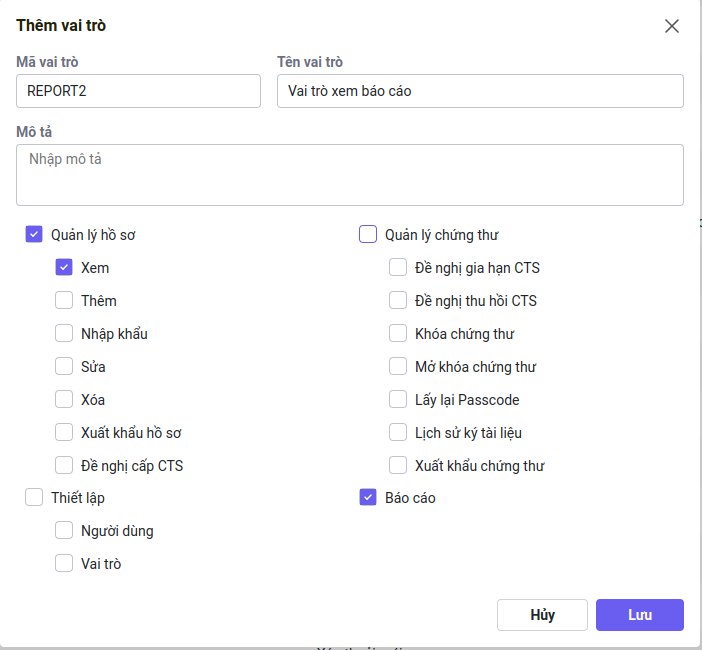 Thêm vai trò
Mã vai trò
Tên vai trò
REPORT2
Vai trò xem báo cáo
Mô tả
Nhập mô tả
Quản lý hồ sơ
Xem
Thêm
Nhập khẩu
Sửa
Xóa
Xuất khẩu hồ sơ
Đề nghị cấp CTS
Thiết lập
Người dùng
Vai trò
Quản lý chứng thư
Đề nghị gia hạn CTS
Đề nghị thu hồi CTS
Khóa chứng thư
Mở khóa chứng thư
Lấy lại Passcode
Lịch sử ký tài liệu
Xuất khẩu chứng thư
Báo cáo
Hủy
Lưu